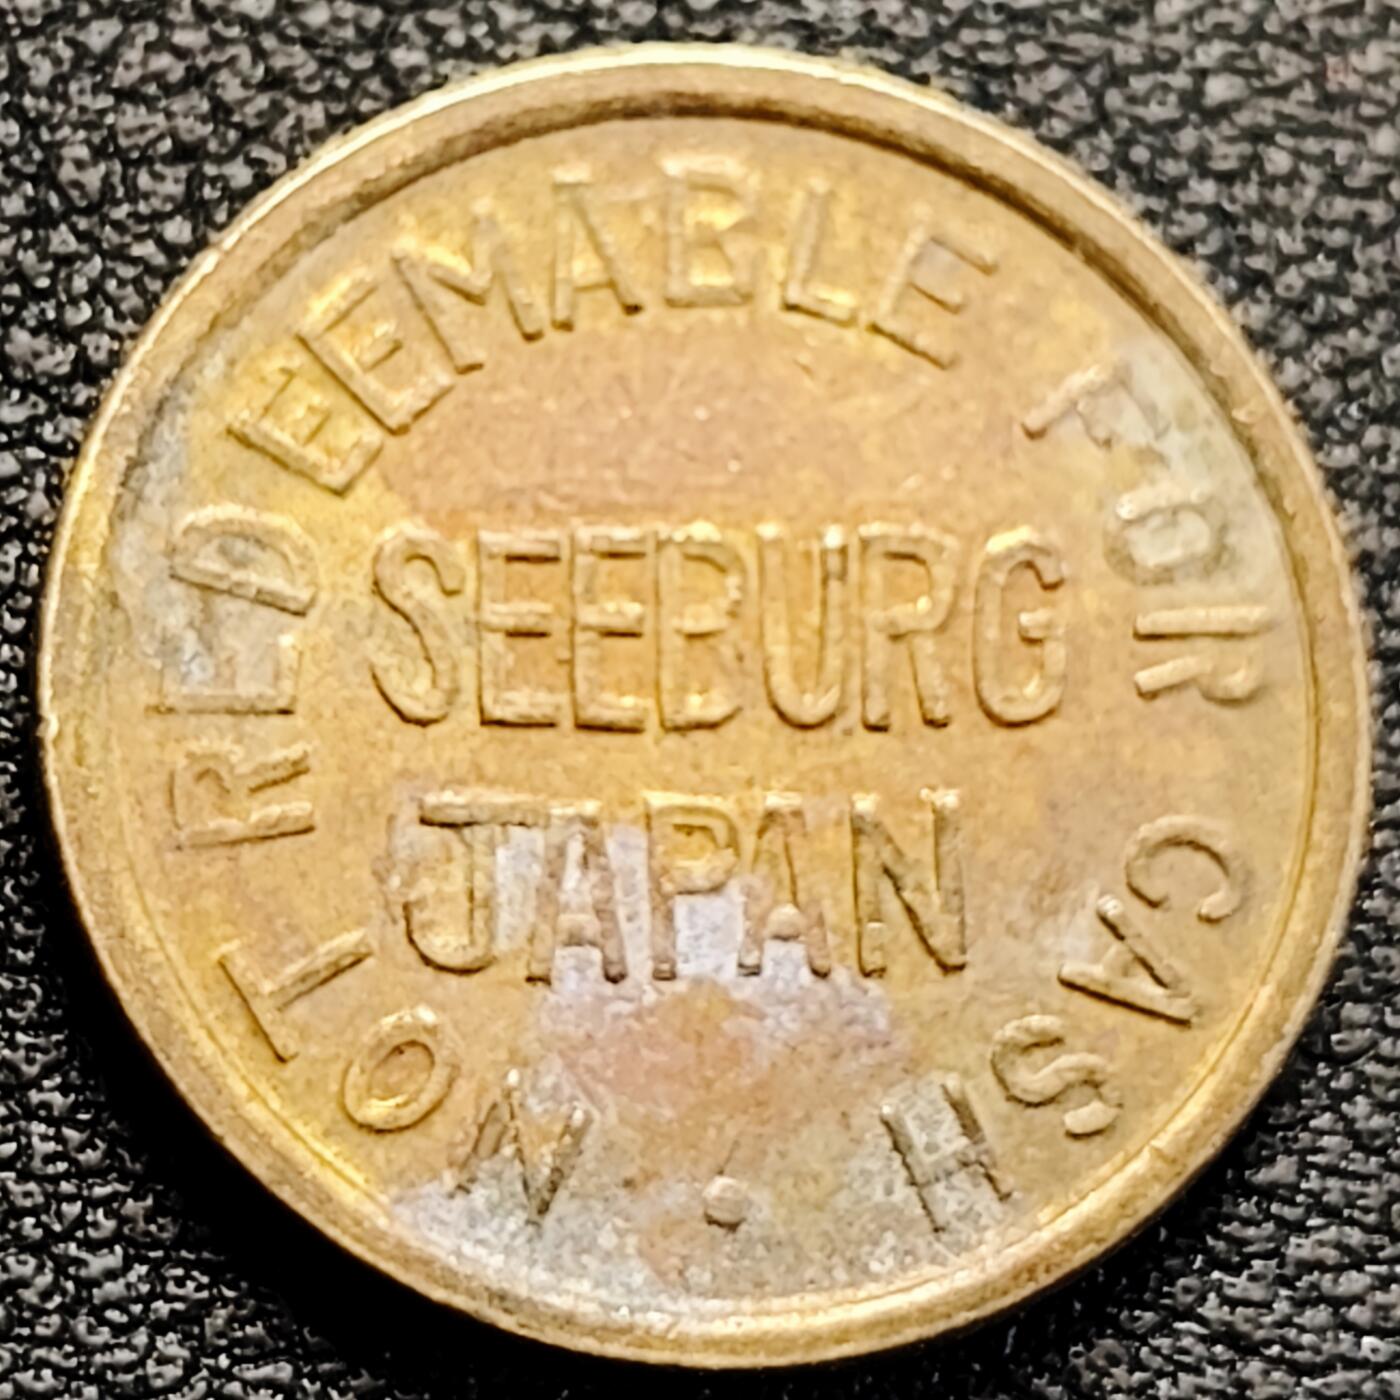 NOT REDEEMABLE FOR CASH •
SEEBURG
JAPAN